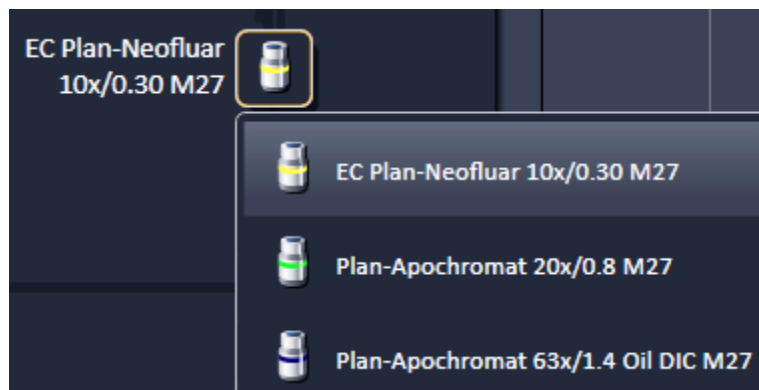 EC Plan-Neofluar
10x/0.30 M27
EC Plan-Neofluar 10x/0.30 M27
Plan-Apochromat 20x/0.8 M27
Plan-Apochromat 63x/1.4 Oil DIC M27